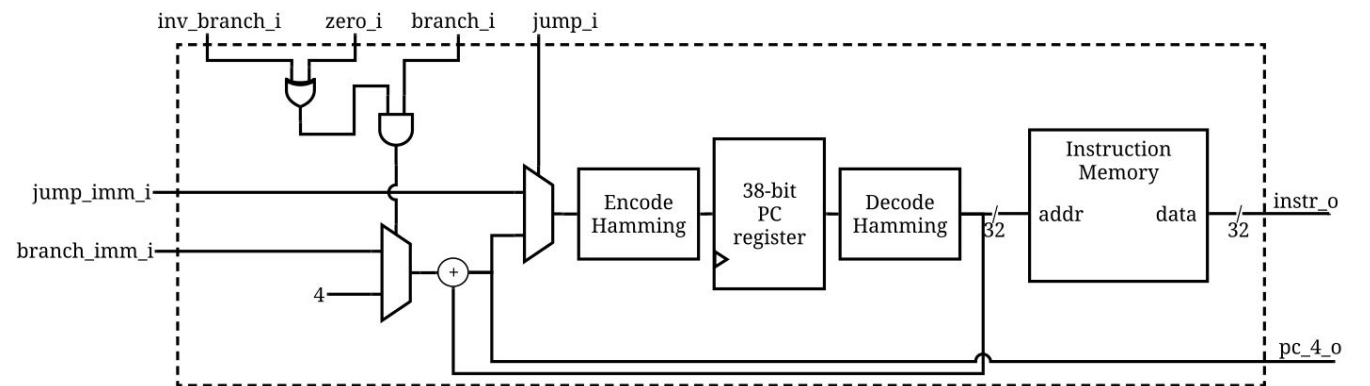 inv_branch_i zero_i branch_i jump_i
Instruction
Memory
jump_imm_i
Encode
Hamming
38-bit
PC
register
Decode
Hamming
32
addr
data
32
instr_o
branch_imm_i
+
4
pc_4_o